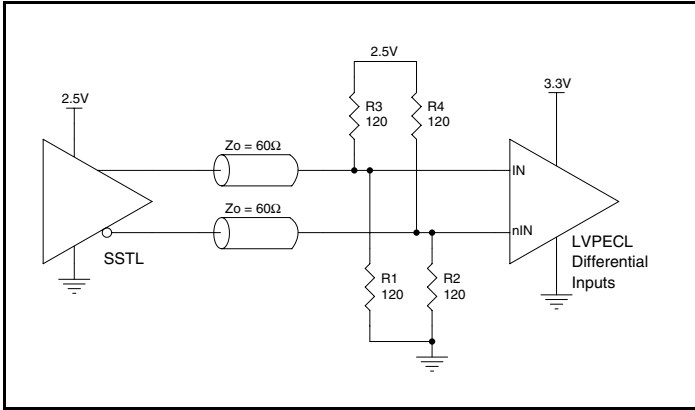 2.5V
2.5V
3.3V
R3
120
R4
120
Zo = 60Ω
IN
Zo = 60Ω
nIN
SSTL
LVPECL
Differential
Inputs
R1
120
R2
120